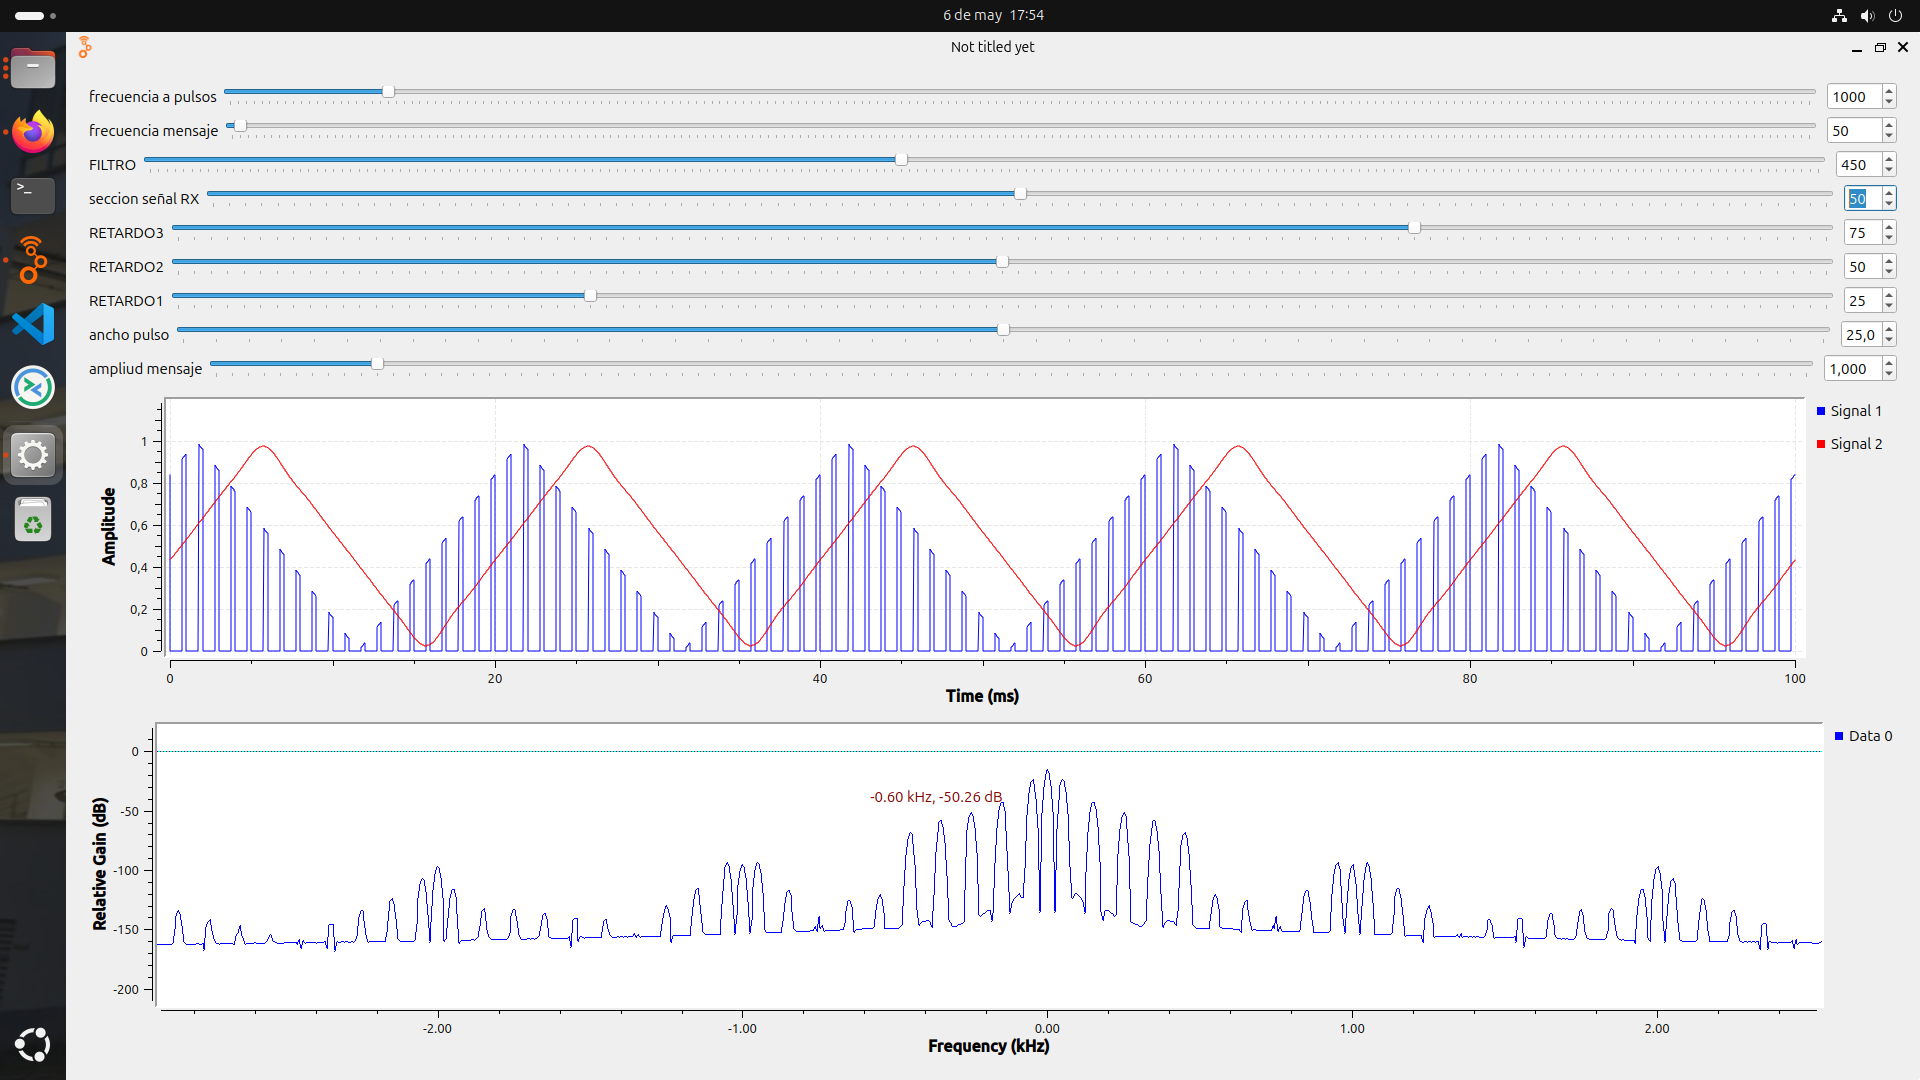 6 de may 17:54
Not titled yet
frecuencia a pulsos 1000
frecuencia mensaje 50
FILTRO 450
seccion señal RX 50
RETARDO3 75
RETARDO2 50
RETARDO1 25
ancho pulso 25,0
ampliud mensaje 1,000
Signal 1
Signal 2
Amplitude
1
0,8
0,6
0,4
0,2
0
0 20 40 60 80 100
Time (ms)
Data 0
Relative Gain (dB)
0
-50
-100
-150
-200
-0.60 kHz, -50.26 dB
-2.00 -1.00 0.00 1.00 2.00
Frequency (kHz)
>_